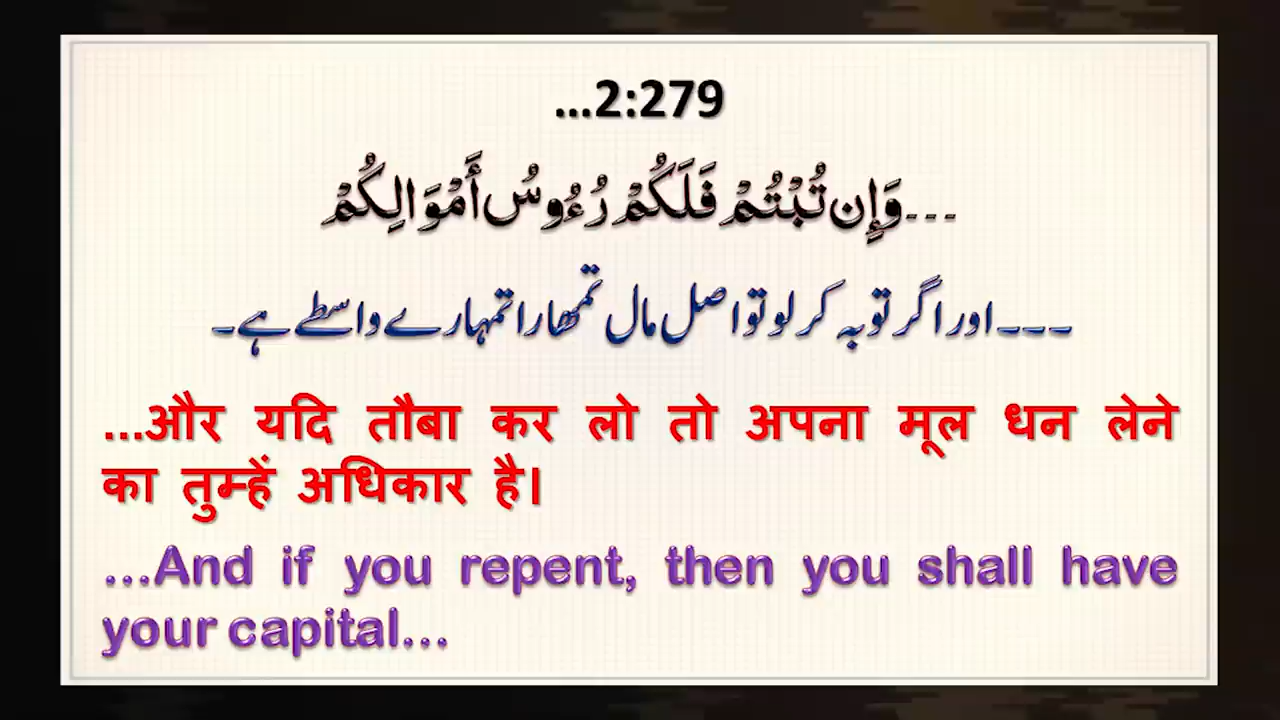 ...2:279
...وَإِن تُبْتُمْ فَلَكُمْ رُءُوسُ أَمْوَالِكُمْ
---اور اگر توبہ کر لو تو اصل مال تمھارا تمہارے واسطے ہے۔
...और यदि तौबा कर लो तो अपना मूल धन लेने
का तुम्हें अधिकार है।
...And if you repent, then you shall have
your capital...